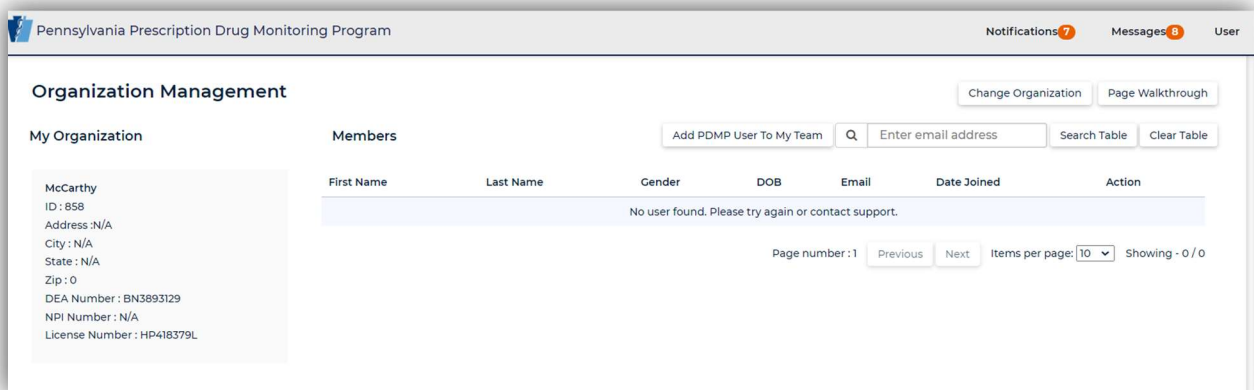 Pennsylvania Prescription Drug Monitoring Program Notifications 7 Messages 8 User
Organization Management Change Organization Page Walkthrough
My Organization Members Add PDMP User To My Team Enter email address Search Table Clear Table
First Name Last Name Gender DOB Email Date Joined Action
No user found. Please try again or contact support.
Page number : 1 Previous Next Items per page: 10 Showing - 0 / 0
McCarthy
ID : 858
Address :N/A
City : N/A
State : N/A
Zip : 0
DEA Number : BN3893129
NPI Number : N/A
License Number : HP418379L